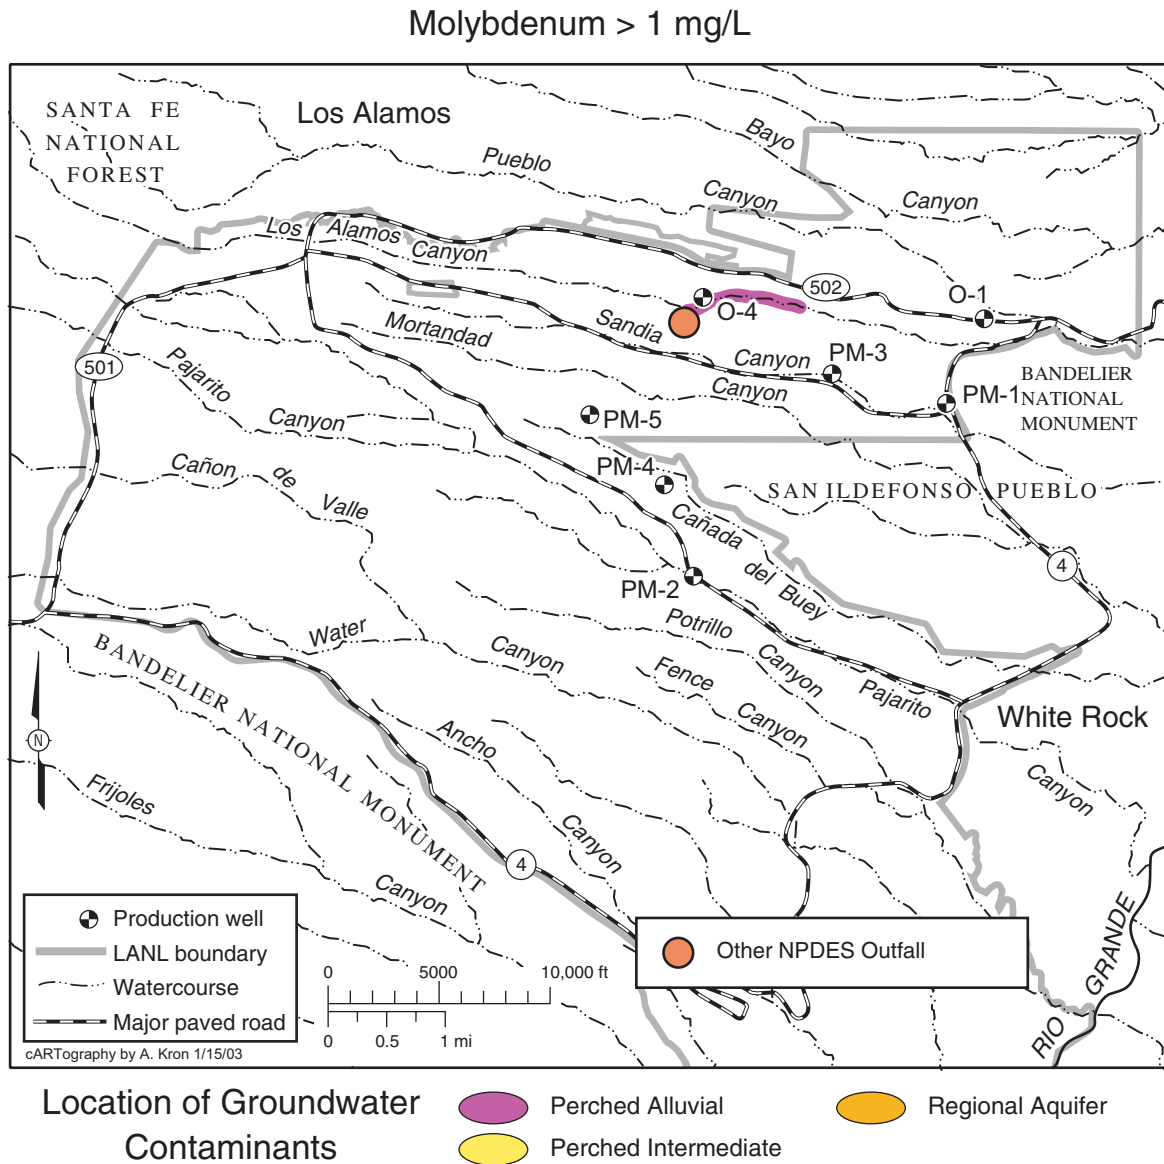 Molybdenum > 1 mg/L
SANTA FE
NATIONAL
FOREST
Los Alamos
Bayo
Canyon
Pueblo
Canyon
Los Alamos Canyon
502
O-1
O-4
Sandia
Canyon
PM-3
Mortandad
Canyon
PM-1
BANDELIER
NATIONAL
MONUMENT
501
Pajarito
Canyon
PM-5
PM-4
SAN ILDEFONSO PUEBLO
Cañon de Valle
Cañada del Buey
4
PM-2
Water
Canyon
Potrillo
Canyon
Fence
Canyon
Pajarito
White Rock
Canyon
BANDELIER NATIONAL MONUMENT
N
Ancho
Canyon
Frijoles
Canyon
4
RIO GRANDE
Production well
LANL boundary
Watercourse
Major paved road
cARTography by A. Kron 1/15/03
0 5000 10,000 ft
0 0.5 1 mi
Other NPDES Outfall
Location of Groundwater
Contaminants
Perched Alluvial
Regional Aquifer
Perched Intermediate